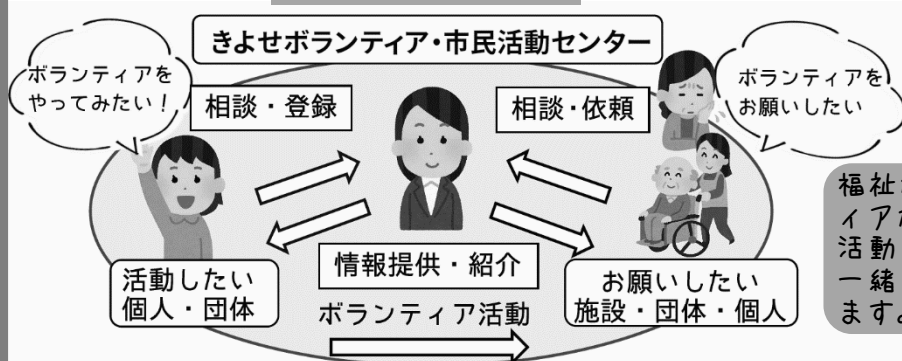 きよせボランティア・市民活動センター
ボランティアを
やってみたい！
相談・登録
相談・依頼
ボランティアを
お願いしたい
情報提供・紹介
活動したい
個人・団体
お願いしたい
施設・団体・個人
ボランティア活動
福祉
ィアが
活動
一緒
ます。